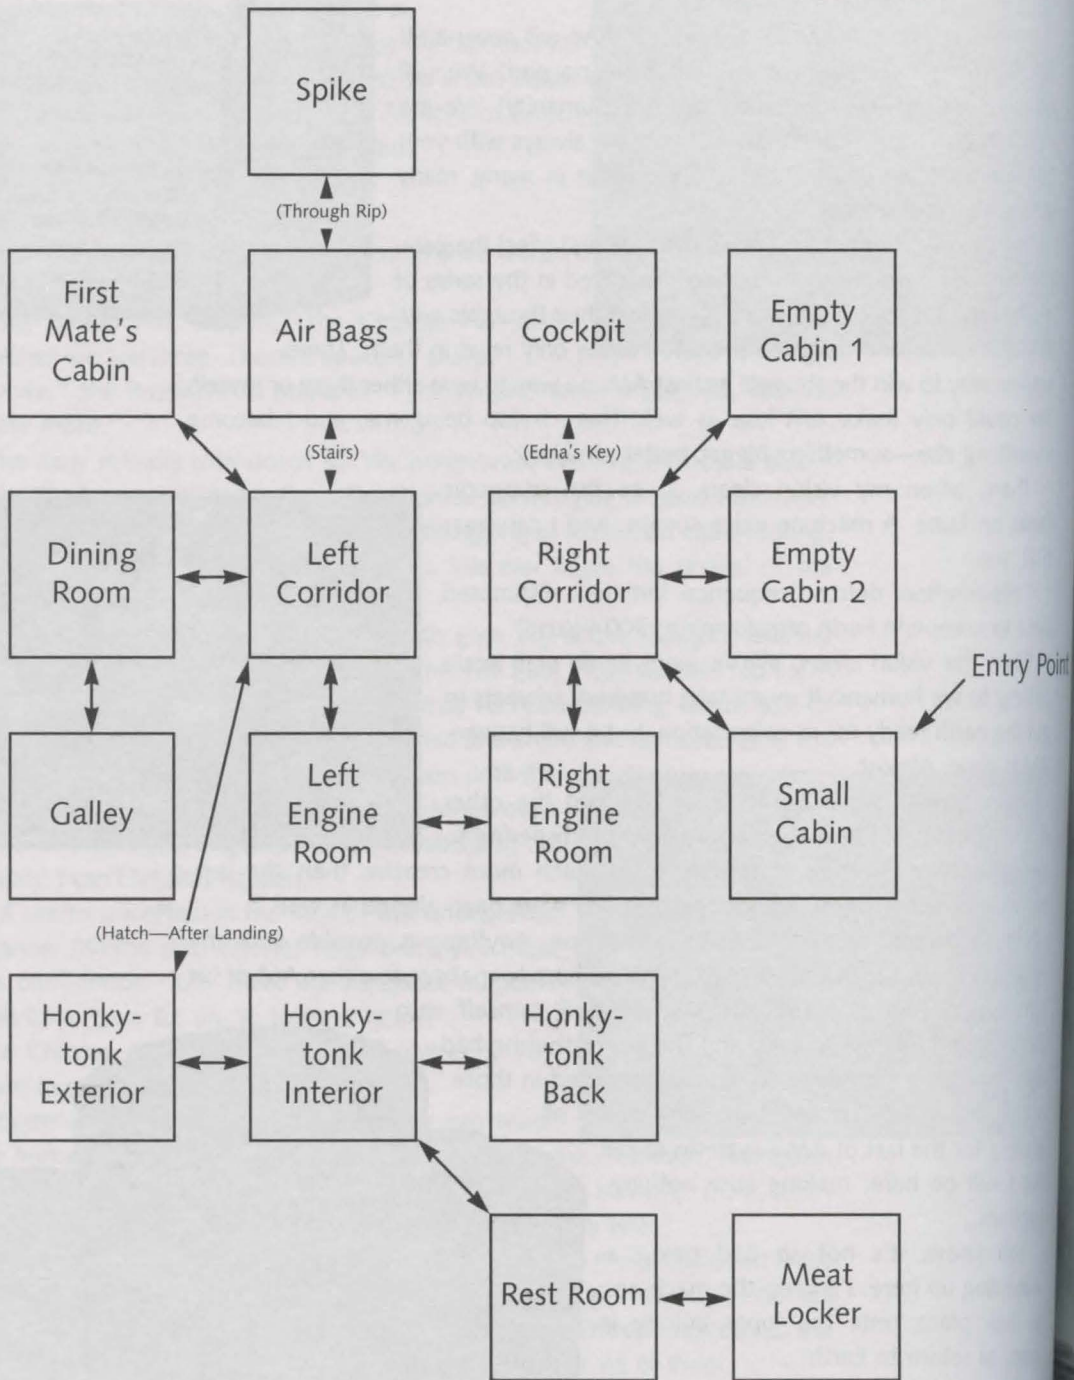 Spike
(Through Rip)
First
Mate's
Cabin
Air Bags
Cockpit
Empty
Cabin 1
(Stairs)
(Edna's Key)
Dining
Room
Left
Corridor
Right
Corridor
Empty
Cabin 2
Entry Point
Galley
Left
Engine
Room
Right
Engine
Room
Small
Cabin
(Hatch—After Landing)
Honky-
tonk
Exterior
Honky-
tonk
Interior
Honky-
tonk
Back
Rest Room
Meat
Locker